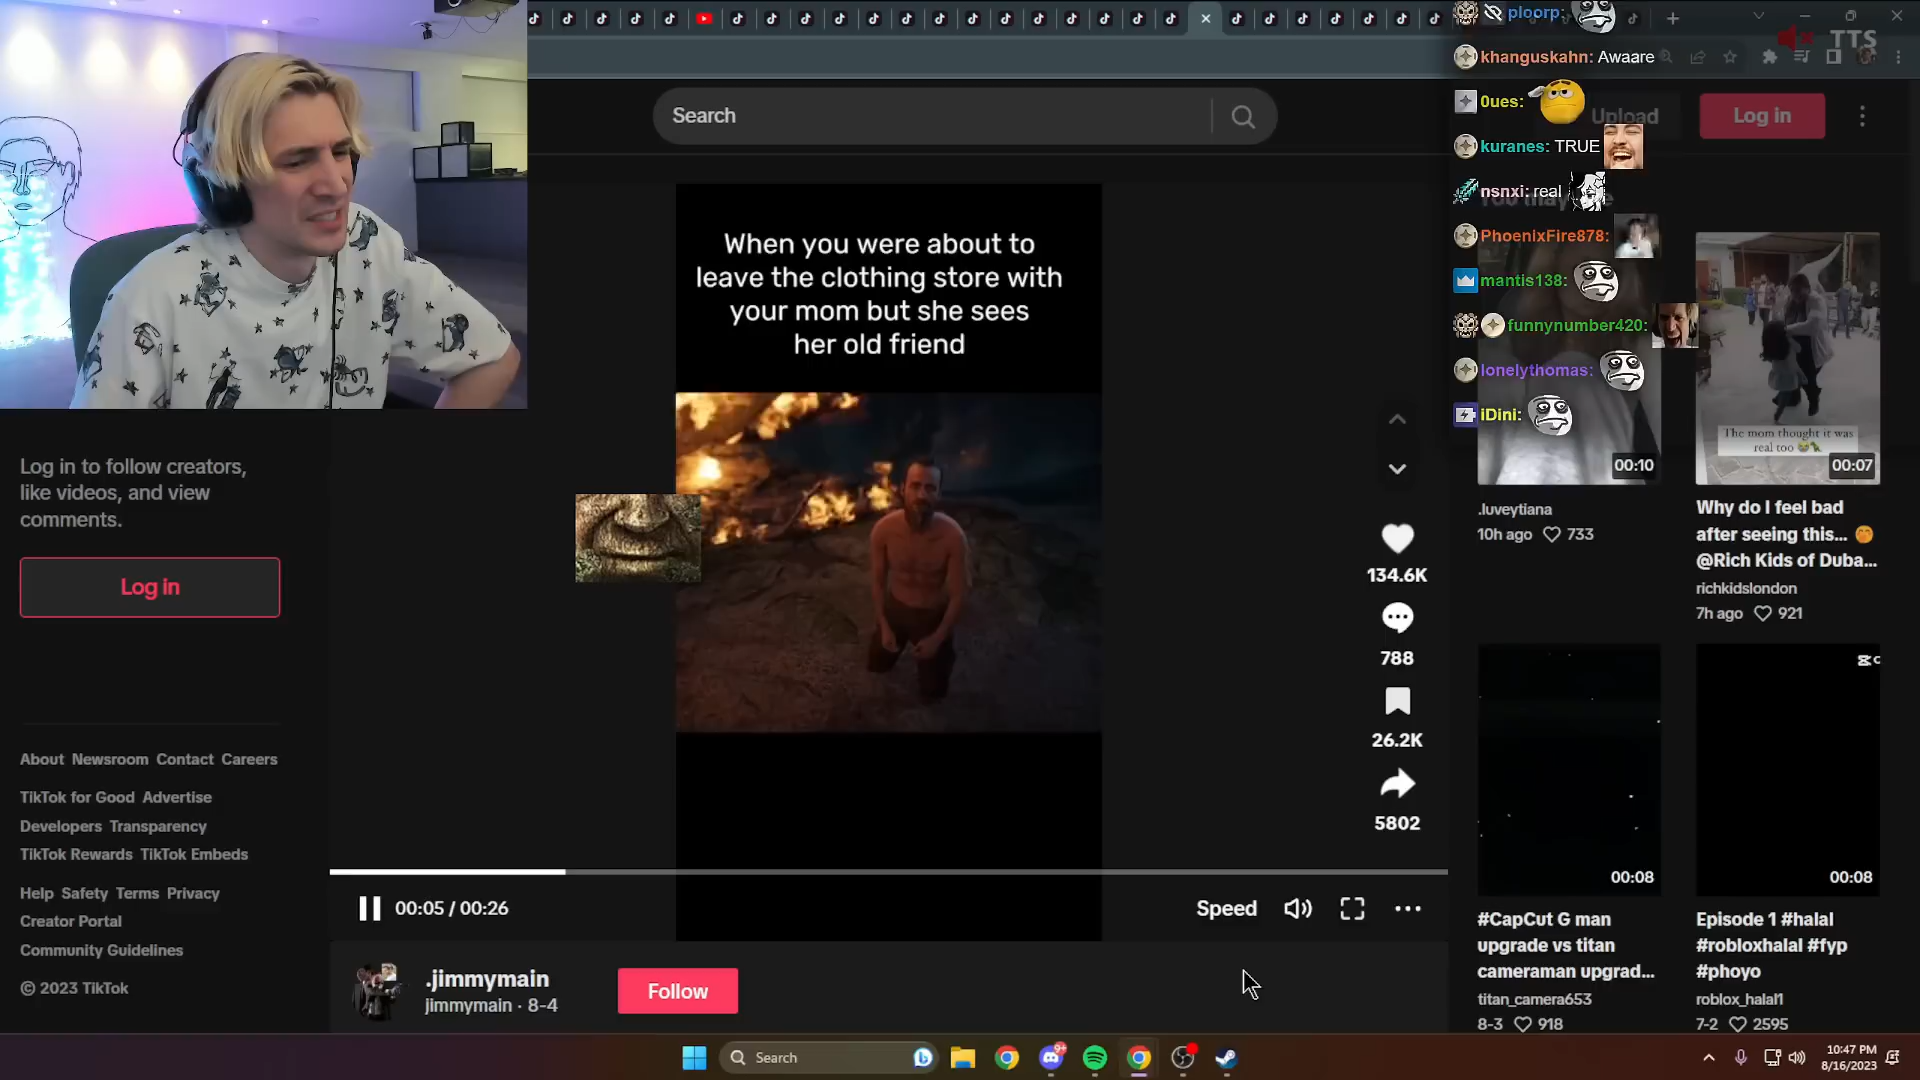 Search
ploorp:
TTS
khanguskahn: Awaare
0ues:
Upload
Log in
kuranes: TRUE
nsnxi: real
You may
PhoenixFire878:
mantis138:
funnynumber420:
lonelythomas:
iDini:
When you were about to
leave the clothing store with
your mom but she sees
her old friend
Log in to follow creators,
like videos, and view
comments.
Log in
About Newsroom Contact Careers
TikTok for Good Advertise
Developers Transparency
TikTok Rewards TikTok Embeds
Help Safety Terms Privacy
Creator Portal
Community Guidelines
© 2023 TikTok
134.6K
788
26.2K
5802
00:05 / 00:26
Speed
.jimmymain
jimmymain · 8-4
Follow
00:10
.luveytiana
10h ago 733
The mom thought it was
real too
00:07
Why do I feel bad
after seeing this...
@Rich Kids of Duba...
richkidslondon
7h ago 921
00:08
#CapCut G man
upgrade vs titan
cameraman upgrad...
titan_camera653
8-3 918
00:08
Episode 1 #halal
#robloxhalal #fyp
#phoyo
roblox_halal1
7-2 2595
Search
9+
10:47 PM
8/16/2023